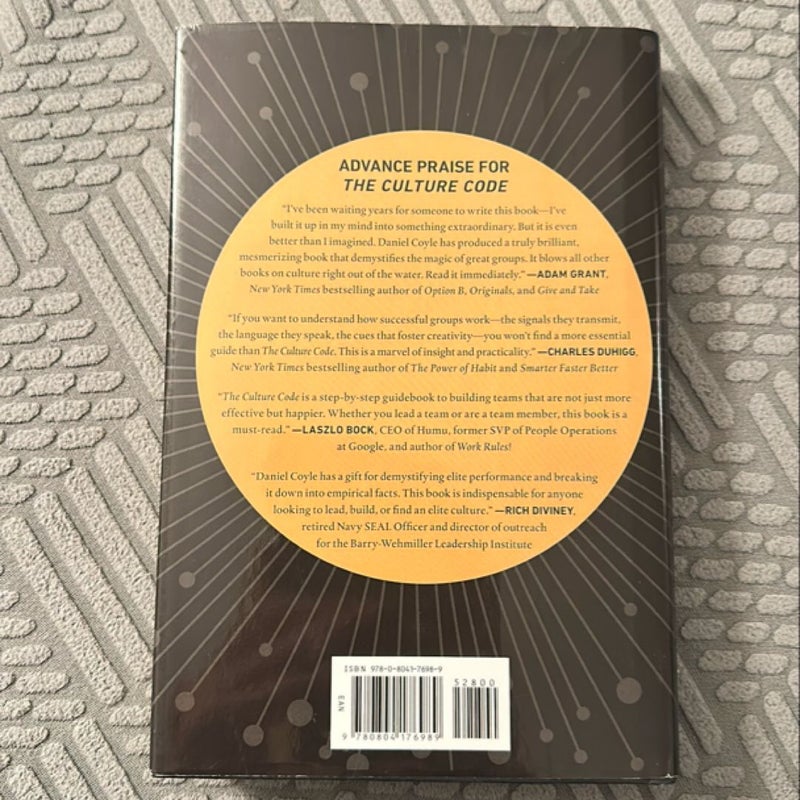 ADVANCE PRAISE FOR
THE CULTURE CODE
“I’ve been waiting years for someone to write this book—I’ve
built it up in my mind into something extraordinary. But it is even
better than I imagined. Daniel Coyle has produced a truly brilliant,
mesmerizing book that demystifies the magic of great groups. It blows all other
books on culture right out of the water. Read it immediately.” —ADAM GRANT,
New York Times bestselling author of Option B, Originals, and Give and Take
“If you want to understand how successful groups work—the signals they transmit,
the language they speak, the cues that foster creativity—you won’t find a more essential
guide than The Culture Code. This is a marvel of insight and practicality.” —CHARLES DUHIGG,
New York Times bestselling author of The Power of Habit and Smarter Faster Better
“The Culture Code is a step-by-step guidebook to building teams that are not just more
effective but happier. Whether you lead a team or are a team member, this book is a
must-read.” —LASZLO BOCK, CEO of Humu, former SVP of People Operations
at Google, and author of Work Rules!
“Daniel Coyle has a gift for demystifying elite performance and breaking
it down into empirical facts. This book is indispensable for anyone
looking to lead, build, or find an elite culture.” —RICH DIVINEY,
retired Navy SEAL Officer and director of outreach
for the Barry-Wehmiller Leadership Institute
ISBN 978-0-8041-7698-9
52800
EAN
9 780804 176989